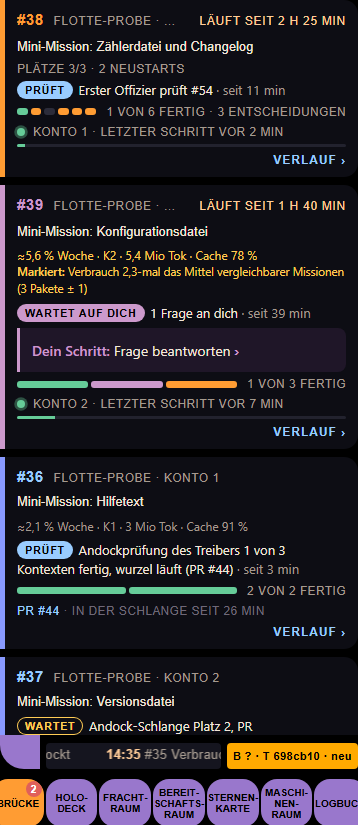 #38 FLOTTE-PROBE · … LÄUFT SEIT 2 H 25 MIN
Mini-Mission: Zählerdatei und Changelog
PLÄTZE 3/3 · 2 NEUSTARTS
PRÜFT Erster Offizier prüft #54 · seit 11 min
1 VON 6 FERTIG · 3 ENTSCHEIDUNGEN
KONTO 1 · LETZTER SCHRITT VOR 2 MIN
VERLAUF ›
#39 FLOTTE-PROBE · … LÄUFT SEIT 1 H 40 MIN
Mini-Mission: Konfigurationsdatei
≈5,6 % Woche · K2 · 5,4 Mio Tok · Cache 78 %
Markiert: Verbrauch 2,3-mal das Mittel vergleichbarer Missionen
(3 Pakete ± 1)
WARTET AUF DICH 1 Frage an dich · seit 39 min
Dein Schritt: Frage beantworten ›
1 VON 3 FERTIG
KONTO 2 · LETZTER SCHRITT VOR 7 MIN
VERLAUF ›
#36 FLOTTE-PROBE · KONTO 1
Mini-Mission: Hilfetext
≈2,1 % Woche · K1 · 3 Mio Tok · Cache 91 %
PRÜFT Andockprüfung des Treibers 1 von 3
Kontexten fertig, wurzel läuft (PR #44) · seit 3 min
2 VON 2 FERTIG
PR #44 · IN DER SCHLANGE SEIT 26 MIN
VERLAUF ›
#37 FLOTTE-PROBE · KONTO 2
Mini-Mission: Versionsdatei
WARTET Andock-Schlange Platz 2, PR
ockt 14:35 #35 Verbrauc
B ? · T 698cb10 · neu
2
BRÜCKE
HOLO-
DECK
FRACHT-
RAUM
BEREIT-
SCHAFTS-
RAUM
STERNEN-
KARTE
MASCHI-
NEN-
RAUM
LOGBUC